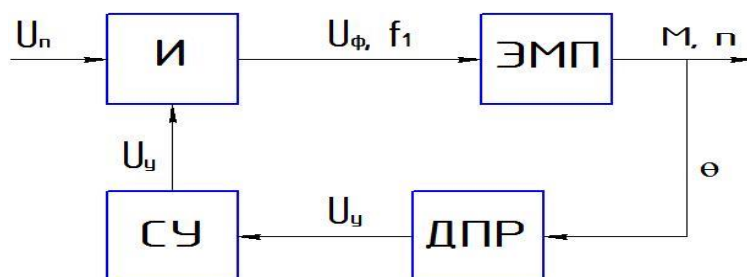 Uп И Uф, f1 ЭМП М, п
Uу θ
СУ Uу ДПР